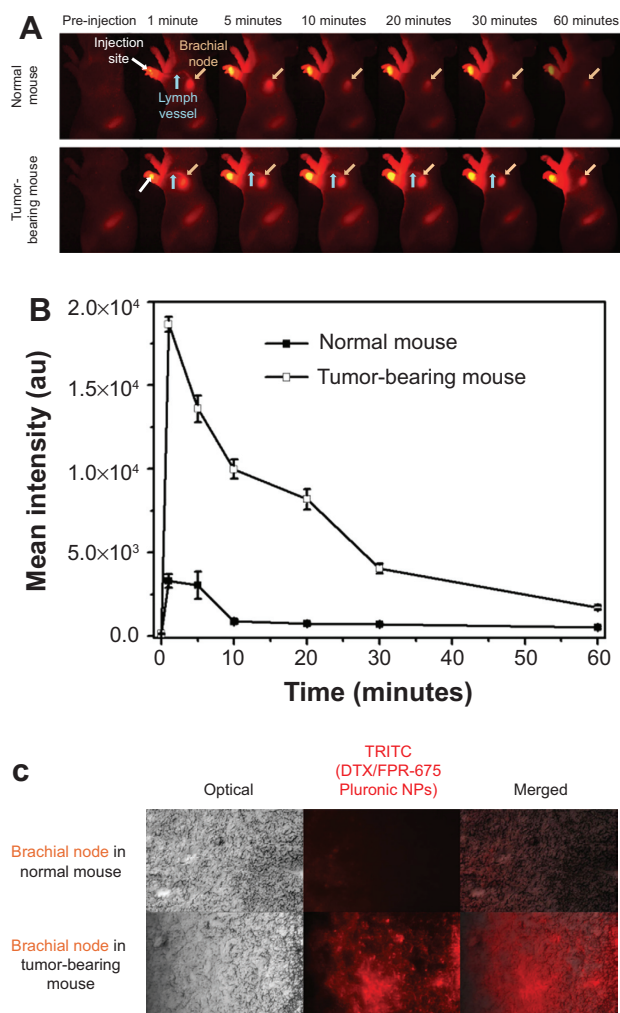 A
Pre-injection 1 minute 5 minutes 10 minutes 20 minutes 30 minutes 60 minutes
Normal
mouse
Injection
site
Brachial
node
Lymph
vessel
Tumor-
bearing mouse
B
Mean intensity (au)
2.0×10⁴
1.5×10⁴
1.0×10⁴
5.0×10³
0.0
Normal mouse
Tumor-bearing mouse
0 10 20 30 40 50 60
Time (minutes)
c
Optical
TRITC
(DTX/FPR-675
Pluronic NPs)
Merged
Brachial node in
normal mouse
Brachial node in
tumor-bearing
mouse